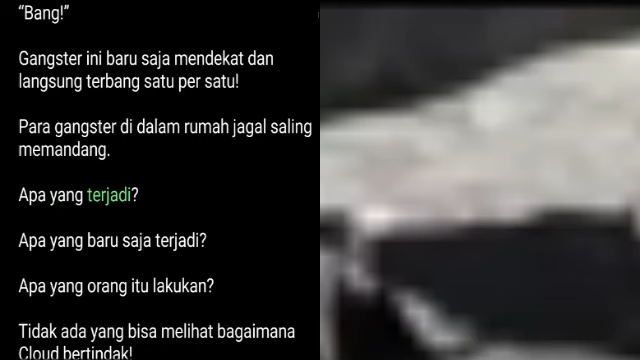 “Bang!”
Gangster ini baru saja mendekat dan
langsung terbang satu per satu!
Para gangster di dalam rumah jagal saling
memandang.
Apa yang terjadi?
Apa yang baru saja terjadi?
Apa yang orang itu lakukan?
Tidak ada yang bisa melihat bagaimana
Cloud bertindak!